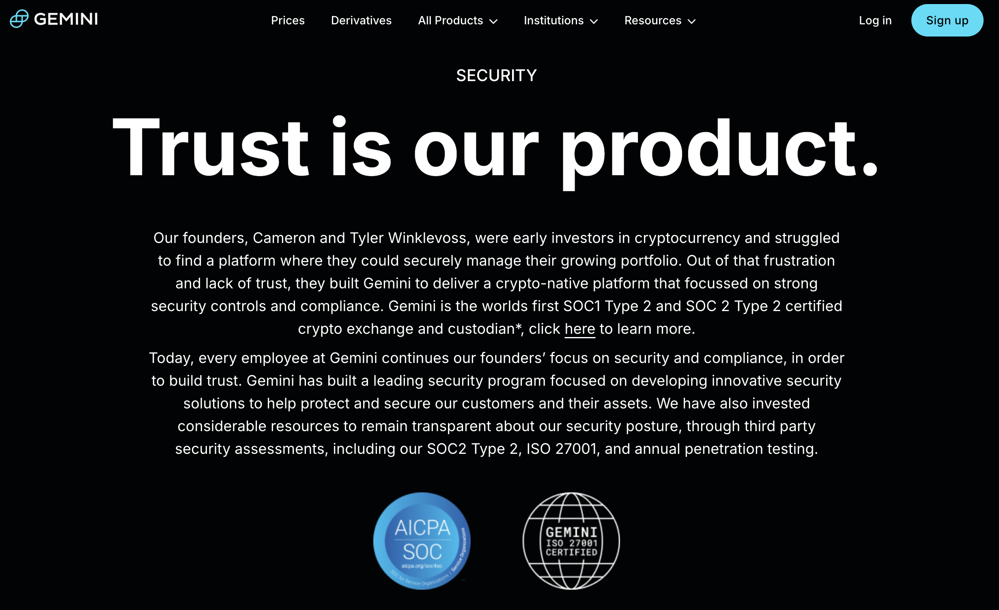 GEMINI
Prices
Derivatives
All Products
Institutions
Resources
Log in
Sign up
SECURITY
Trust is our product.
Our founders, Cameron and Tyler Winklevoss, were early investors in cryptocurrency and struggled
to find a platform where they could securely manage their growing portfolio. Out of that frustration
and lack of trust, they built Gemini to deliver a crypto-native platform that focussed on strong
security controls and compliance. Gemini is the worlds first SOC1 Type 2 and SOC 2 Type 2 certified
crypto exchange and custodian*, click here to learn more.
Today, every employee at Gemini continues our founders’ focus on security and compliance, in order
to build trust. Gemini has built a leading security program focused on developing innovative security
solutions to help protect and secure our customers and their assets. We have also invested
considerable resources to remain transparent about our security posture, through third party
security assessments, including our SOC2 Type 2, ISO 27001, and annual penetration testing.
AICPA
SOC
aicpa.org/soc4so
SOC for Service Organizations | Service Organizations
GEMINI
ISO 27001
CERTIFIED